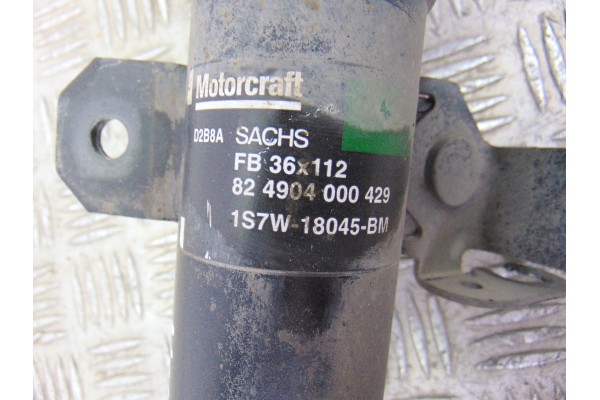 Motorcraft
D2B8A SACHS
FB 36x112
82 4904 000 429
1S7W-18045-BM